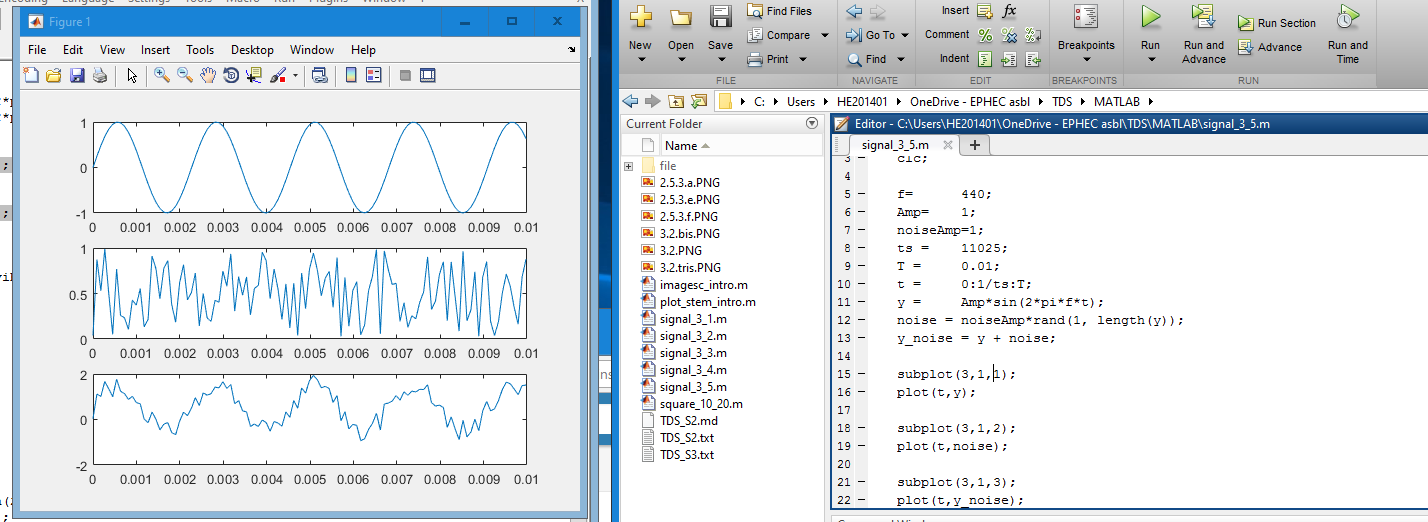 Figure 1
File Edit View Insert Tools Desktop Window Help
1
0
-1
0 0.001 0.002 0.003 0.004 0.005 0.006 0.007 0.008 0.009 0.01
1
0.5
0
0 0.001 0.002 0.003 0.004 0.005 0.006 0.007 0.008 0.009 0.01
2
0
-2
0 0.001 0.002 0.003 0.004 0.005 0.006 0.007 0.008 0.009 0.01
New Open Save
Find Files
Compare
Print
FILE
Go To
Find
NAVIGATE
Insert fx
Comment
Indent
EDIT
Breakpoints
BREAKPOINTS
Run
Run and Advance
Run Section
Advance
Run and Time
RUN
C: Users HE201401 OneDrive - EPHEC asbl TDS MATLAB
Current Folder
Name
file
2.5.3.a.PNG
2.5.3.e.PNG
2.5.3.f.PNG
3.2.bis.PNG
3.2.PNG
3.2.tris.PNG
imagesc_intro.m
plot_stem_intro.m
signal_3_1.m
signal_3_2.m
signal_3_3.m
signal_3_4.m
signal_3_5.m
square_10_20.m
TDS_S2.md
TDS_S2.txt
TDS_S3.txt
Editor - C:\Users\HE201401\OneDrive - EPHEC asbl\TDS\MATLAB\signal_3_5.m
signal_3_5.m
3 - clc;
4
5 - f= 440;
6 - Amp= 1;
7 - noiseAmp=1;
8 - ts = 11025;
9 - T = 0.01;
10 - t = 0:1/ts:T;
11 - y = Amp*sin(2*pi*f*t);
12 - noise = noiseAmp*rand(1, length(y));
13 - y_noise = y + noise;
14
15 - subplot(3,1,1);
16 - plot(t,y);
17
18 - subplot(3,1,2);
19 - plot(t,noise);
20
21 - subplot(3,1,3);
22 - plot(t,y_noise);